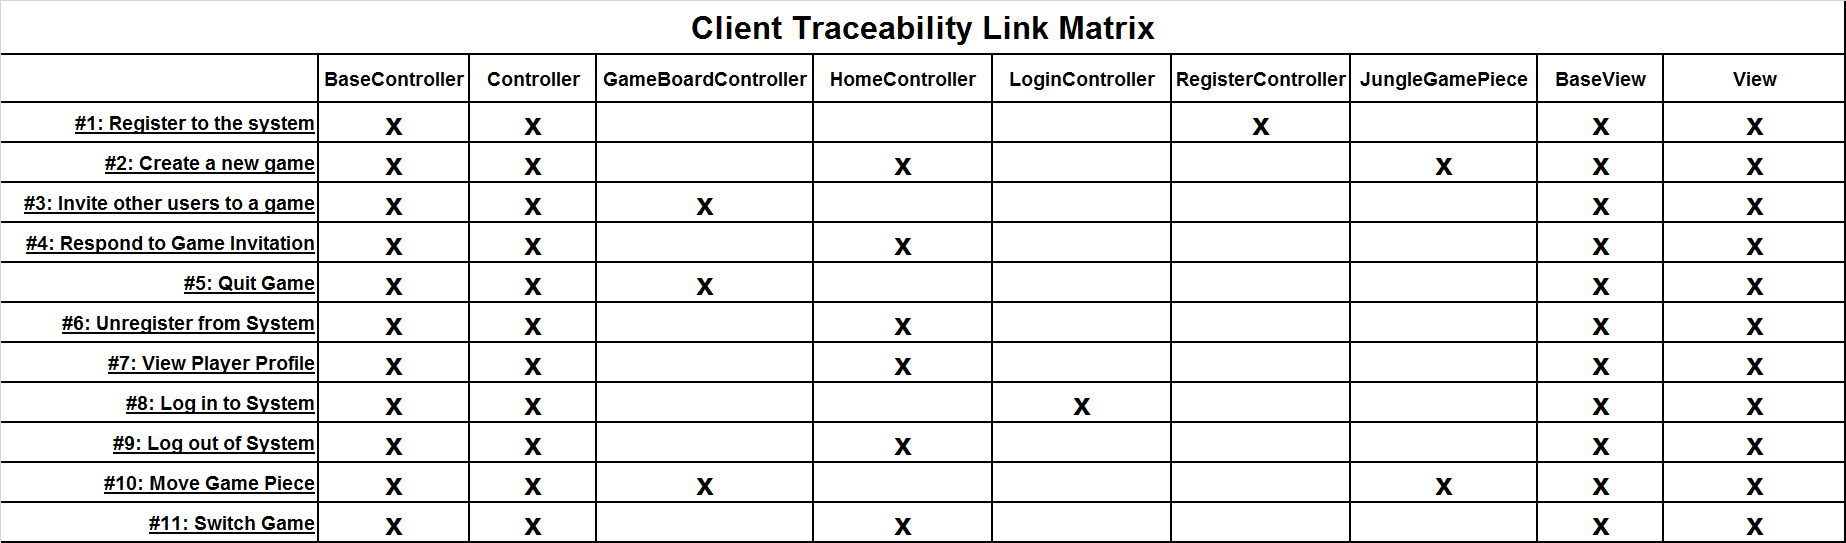 Client Traceability Link Matrix
BaseController Controller GameBoardController HomeController LoginController RegisterController JungleGamePiece BaseView View
#1: Register to the system x x x x x
#2: Create a new game x x x x x x
#3: Invite other users to a game x x x x x
#4: Respond to Game Invitation x x x x x
#5: Quit Game x x x x x
#6: Unregister from System x x x x x
#7: View Player Profile x x x x x
#8: Log in to System x x x x x
#9: Log out of System x x x x x
#10: Move Game Piece x x x x x x
#11: Switch Game x x x x x